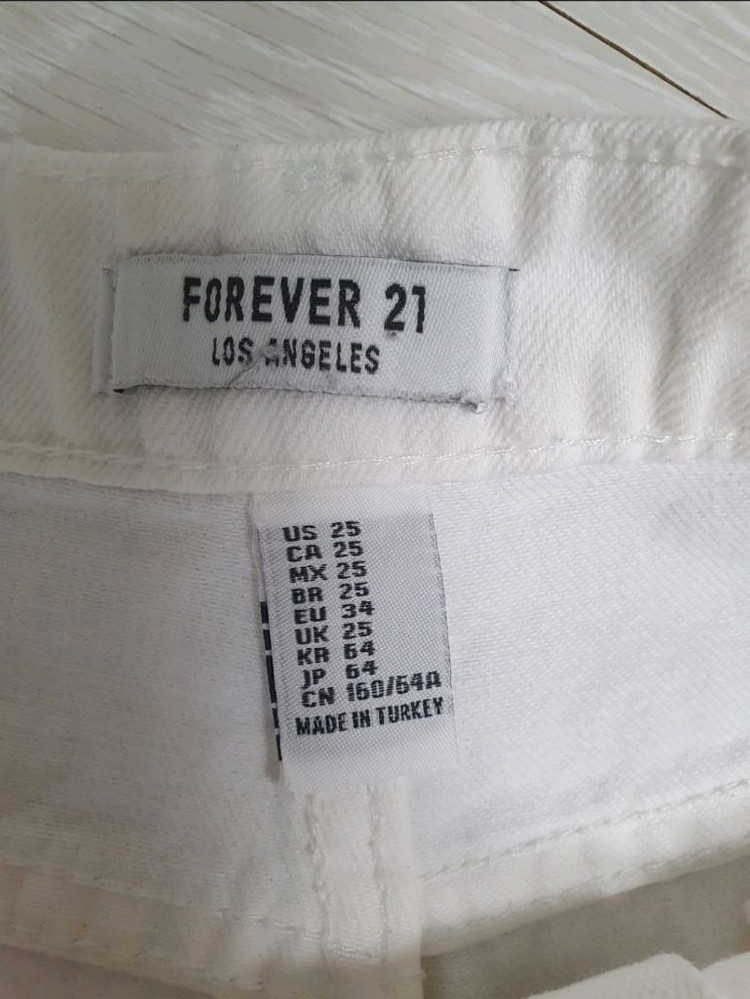 FOREVER 21
LOS ANGELES
US 25
CA 25
MX 25
BR 25
EU 34
UK 25
KR 64
JP 64
CN 160/64A
MADE IN TURKEY